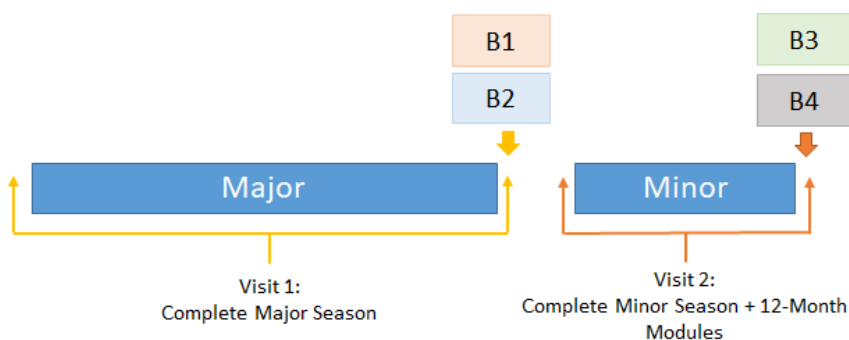 B1
B3
B2
B4
Major
Minor
Visit 1:
Complete Major Season
Visit 2:
Complete Minor Season + 12-Month
Modules